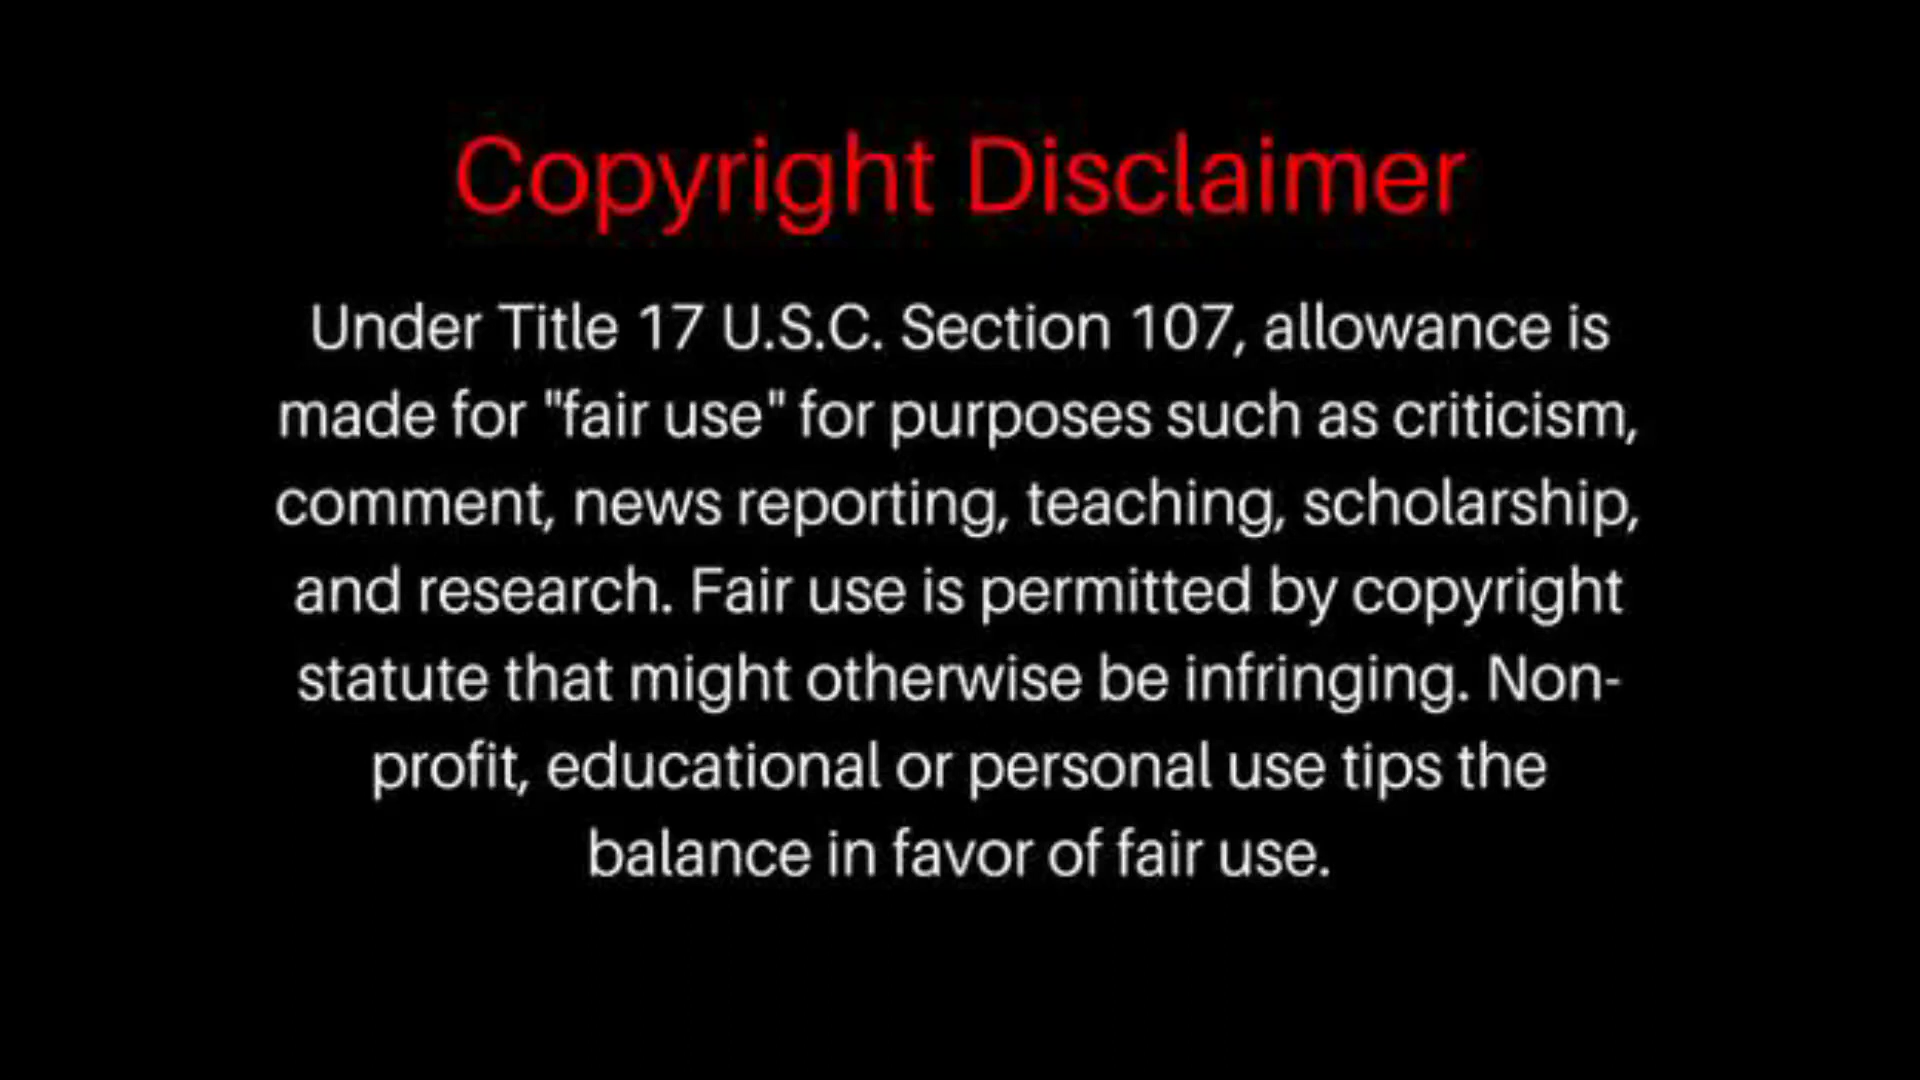 Copyright Disclaimer
Under Title 17 U.S.C. Section 107, allowance is
made for "fair use" for purposes such as criticism,
comment, news reporting, teaching, scholarship,
and research. Fair use is permitted by copyright
statute that might otherwise be infringing. Non-
profit, educational or personal use tips the
balance in favor of fair use.